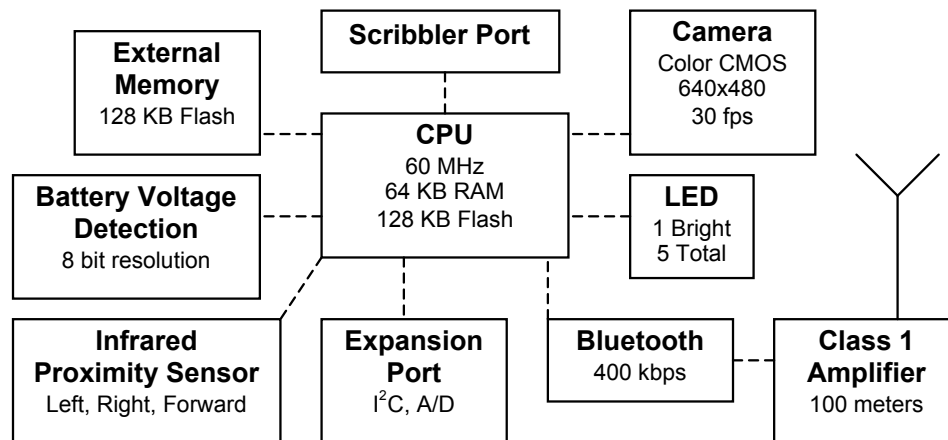 External
Memory
128 KB Flash
Scribbler Port
Camera
Color CMOS
640x480
30 fps
CPU
60 MHz
64 KB RAM
128 KB Flash
Battery Voltage
Detection
8 bit resolution
LED
1 Bright
5 Total
Infrared
Proximity Sensor
Left, Right, Forward
Expansion
Port
I²C, A/D
Bluetooth
400 kbps
Class 1
Amplifier
100 meters